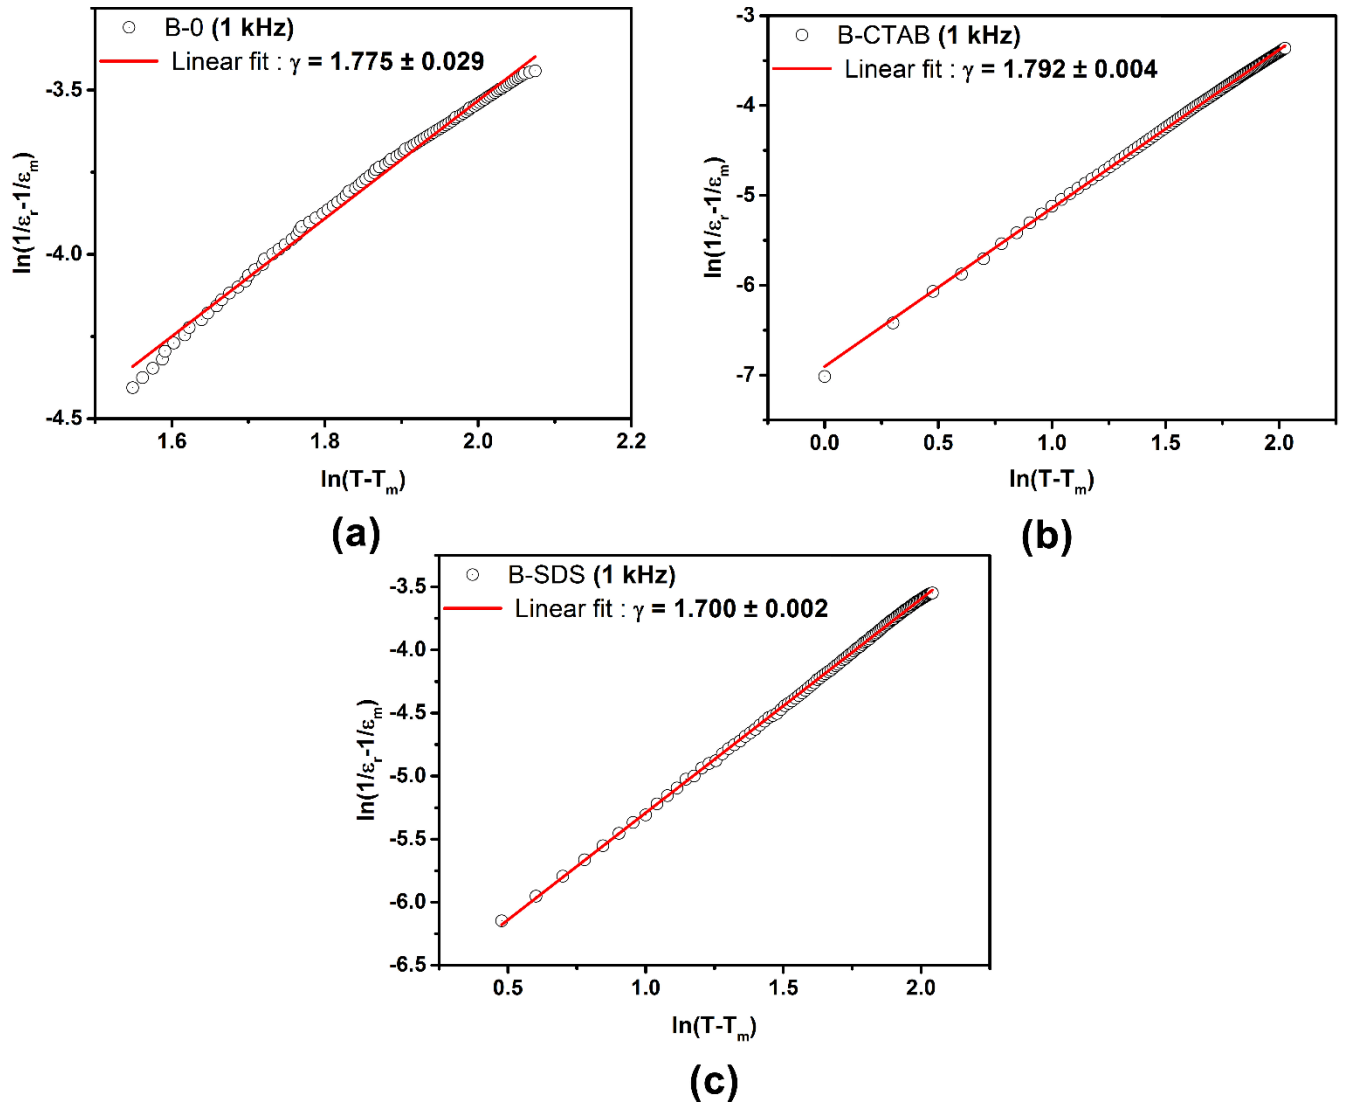 B-0 (1 kHz)
Linear fit : γ = 1.775 ± 0.029
-3.5
-4.0
-4.5
1.6 1.8 2.0 2.2
ln(1/εr-1/εm)
ln(T-Tm)
(a)
B-CTAB (1 kHz)
Linear fit : γ = 1.792 ± 0.004
-3
-4
-5
-6
-7
0.0 0.5 1.0 1.5 2.0
ln(1/εr-1/εm)
ln(T-Tm)
(b)
B-SDS (1 kHz)
Linear fit : γ = 1.700 ± 0.002
-3.5
-4.0
-4.5
-5.0
-5.5
-6.0
-6.5
0.5 1.0 1.5 2.0
ln(1/εr-1/εm)
ln(T-Tm)
(c)